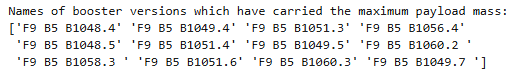 Names of booster versions which have carried the maximum payload mass:
['F9 B5 B1048.4' 'F9 B5 B1049.4' 'F9 B5 B1051.3' 'F9 B5 B1056.4'
 'F9 B5 B1048.5' 'F9 B5 B1051.4' 'F9 B5 B1049.5' 'F9 B5 B1060.2 '
 'F9 B5 B1058.3 ' 'F9 B5 B1051.6' 'F9 B5 B1060.3' 'F9 B5 B1049.7 ']